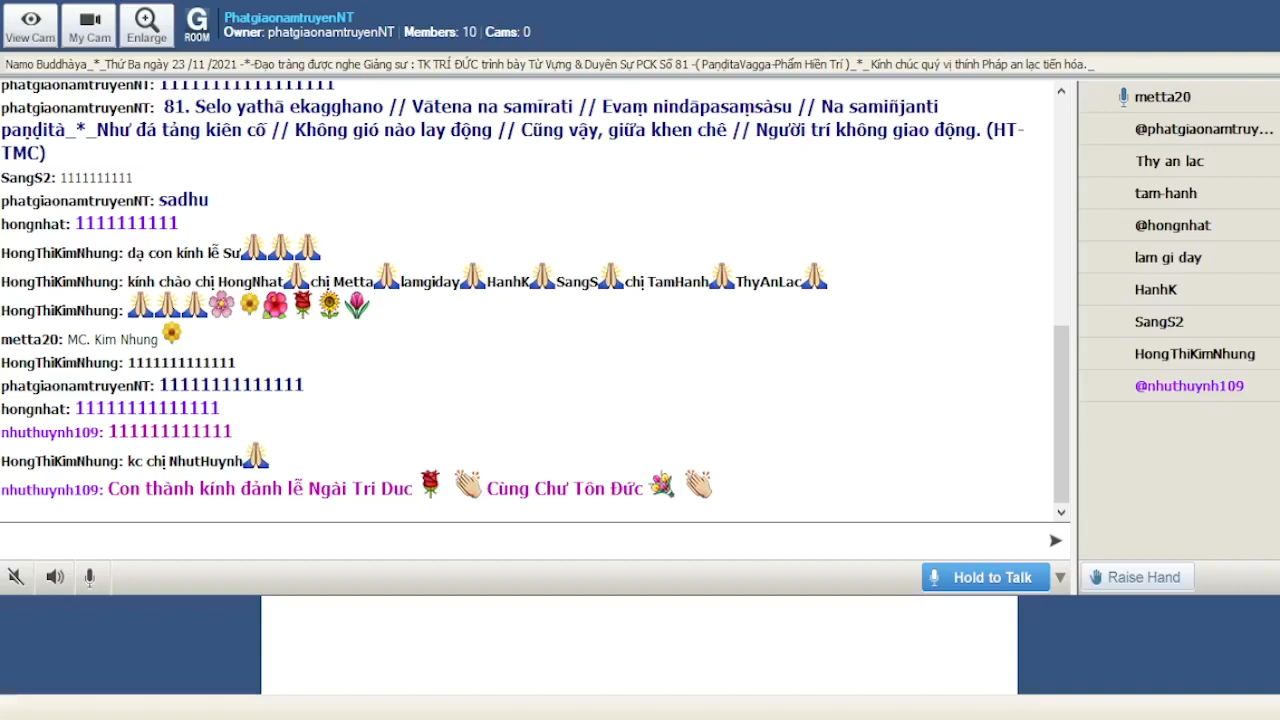 View Cam
My Cam
Enlarge
G
ROOM
PhatgiaonamtruyenNT
Owner: phatgiaonamtruyenNT | Members: 10 | Cams: 0
Namo Buddhàya_*_Thứ Ba ngày 23 /11 /2021 -*-Đạo tràng được nghe Giảng sư : TK TRÍ ĐỨC trình bày Từ Vựng & Duyên Sự PCK Số 81 -( PaṇḍitaVagga-Phẩm Hiền Trí )_*_ Kính chúc quý vị thính Pháp an lạc tiến hóa._
phatgiaonamtruyenNT: 111111111111111
phatgiaonamtruyenNT: 81. Selo yathā ekagghano // Vātena na samīrati // Evaṃ nindāpasaṃsàsu // Na samiñjanti
paṇḍità_*_Như đá tảng kiên cố // Không gió nào lay động // Cũng vậy, giữa khen chê // Người trí không giao động. (HT-
TMC)
SangS2: 1111111111
phatgiaonamtruyenNT: sadhu
hongnhat: 1111111111
HongThiKimNhung: dạ con kính lễ Sư
HongThiKimNhung: kính chào chị HongNhat chị Metta lamgiday HanhK SangS chị TamHanh ThyAnLac
HongThiKimNhung:
metta20: MC. Kim Nhung
HongThiKimNhung: 1111111111111
phatgiaonamtruyenNT: 11111111111111
hongnhat: 11111111111111
nhuthuynh109: 111111111111
HongThiKimNhung: kc chị NhutHuynh
nhuthuynh109: Con thành kính đảnh lễ Ngài Tri Duc Cùng Chư Tôn Đức
metta20
@phatgiaonamtruy...
Thy an lac
tam-hanh
@hongnhat
lam gi day
HanhK
SangS2
HongThiKimNhung
@nhuthuynh109
Hold to Talk
Raise Hand